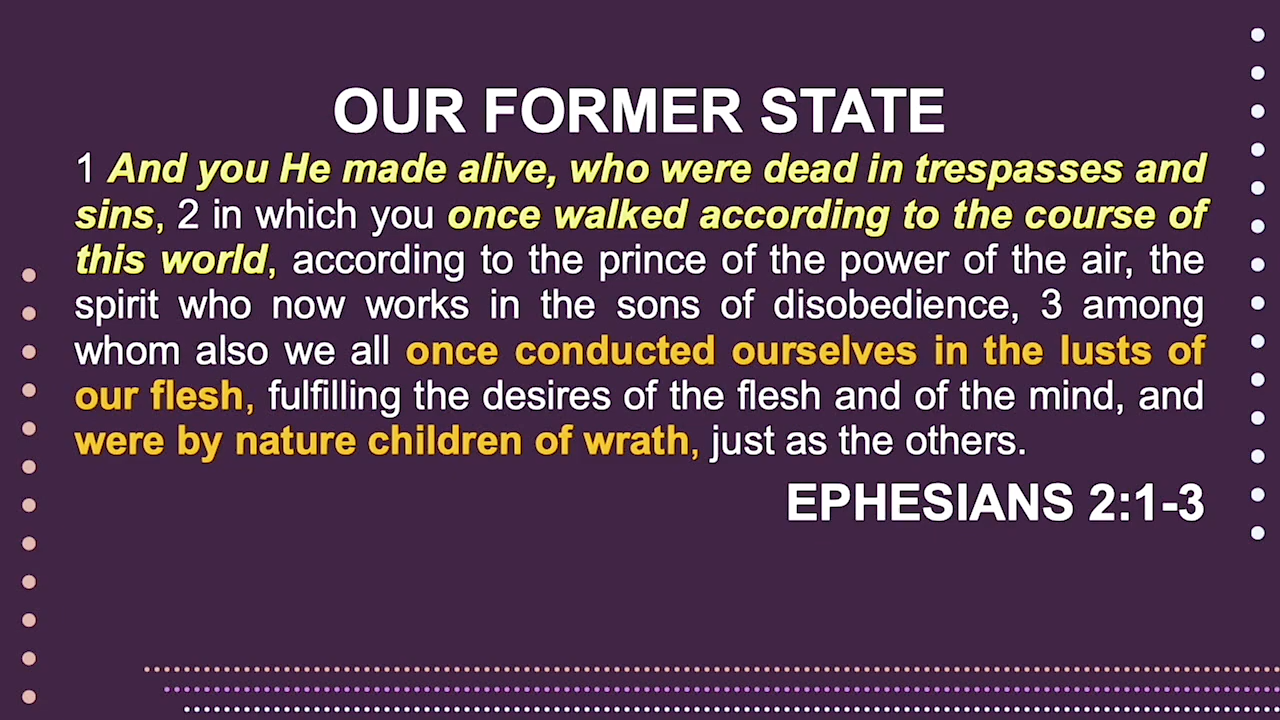 OUR FORMER STATE
1 And you He made alive, who were dead in trespasses and
sins, 2 in which you once walked according to the course of
this world, according to the prince of the power of the air, the
spirit who now works in the sons of disobedience, 3 among
whom also we all once conducted ourselves in the lusts of
our flesh, fulfilling the desires of the flesh and of the mind, and
were by nature children of wrath, just as the others.
EPHESIANS 2:1-3